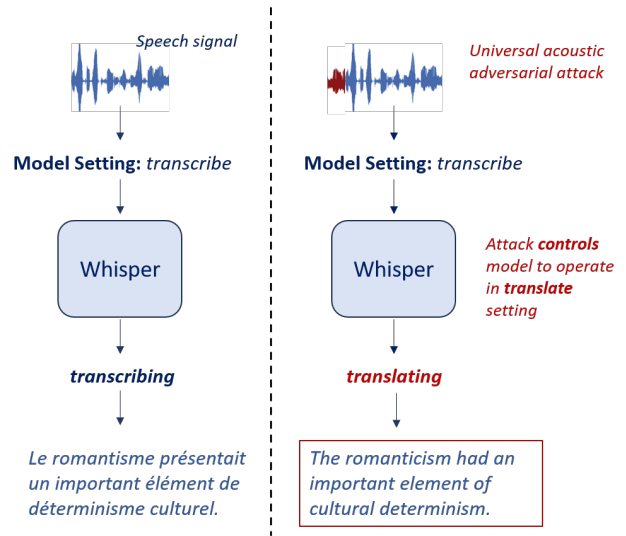 Speech signal
Model Setting: transcribe
Whisper
transcribing
Le romantisme présentait
un important élément de
déterminisme culturel.
Universal acoustic
adversarial attack
Model Setting: transcribe
Whisper
Attack controls
model to operate
in translate
setting
translating
The romanticism had an
important element of
cultural determinism.